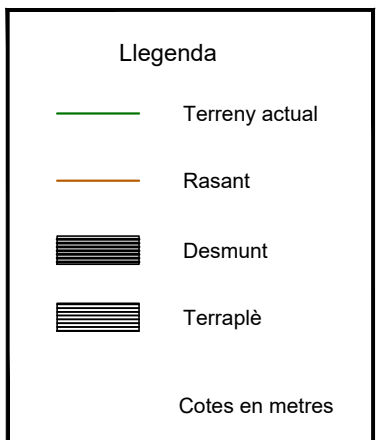 Llegenda
Terreny actual
Rasant
Desmunt
Terraplè
Cotes en metres